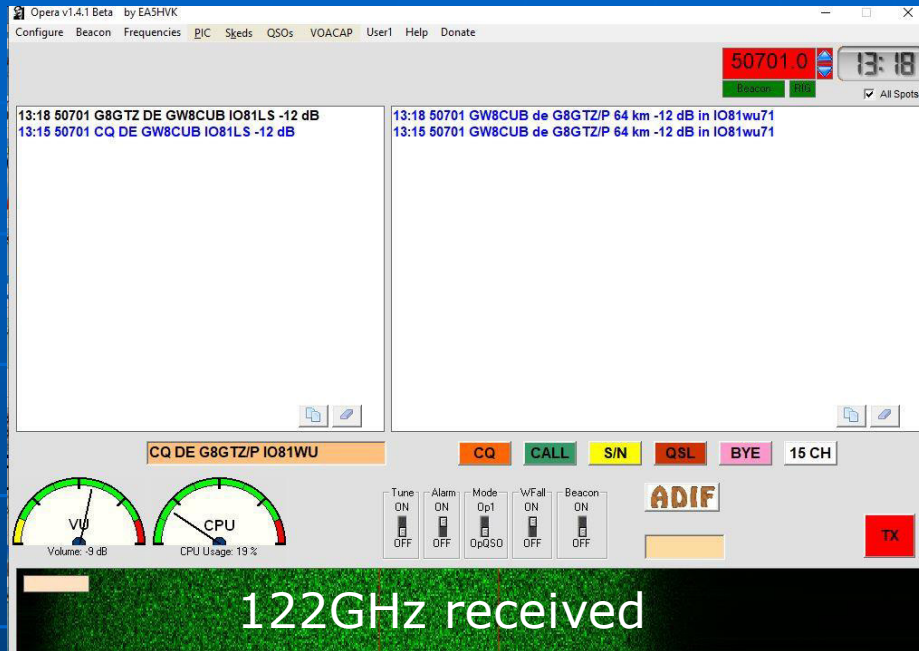 Opera v1.4.1 Beta by EA5HVK
Configure Beacon Frequencies PIC Skeds QSOs VOACAP User1 Help Donate
50701.0
13:18
Beacon RIG
All Spots
13:18 50701 G8GTZ DE GW8CUB IO81LS -12 dB
13:15 50701 CQ DE GW8CUB IO81LS -12 dB
13:18 50701 GW8CUB de G8GTZ/P 64 km -12 dB in IO81wu71
13:15 50701 GW8CUB de G8GTZ/P 64 km -12 dB in IO81wu71
CQ DE G8GTZ/P IO81WU
CQ CALL S/N QSL BYE 15 CH
Tune Alarm Mode WFall Beacon
ON ON Op1 ON ON
OFF OFF OpQSO OFF OFF
ADIF
VU
Volume: -9 dB
CPU
CPU Usage: 19 %
TX
122GHz received